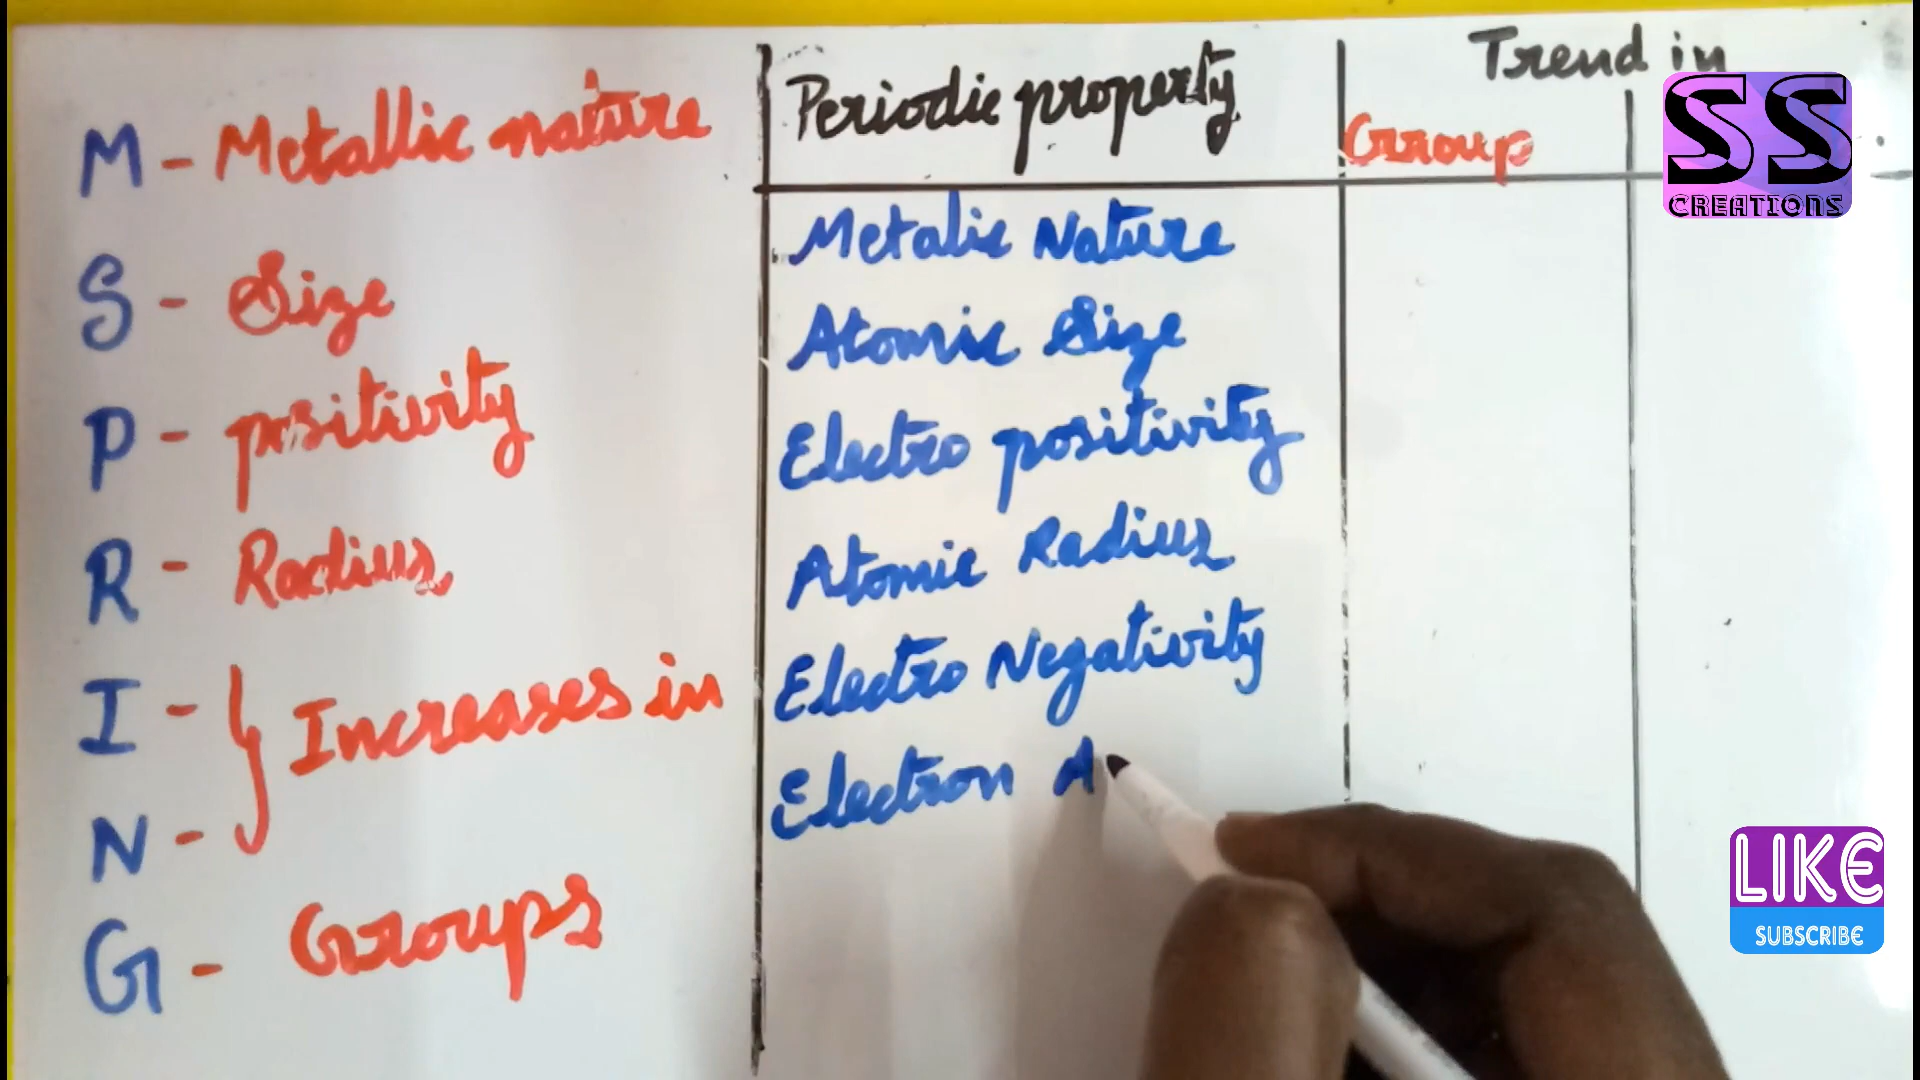 M - Metallic nature
S - Size
P - positivity
R - Radius
I - } Increases in
N -
G - Groups
Periodic property
Trend in
Group
Metalic Nature
Atomic Size
Electro positivity
Atomic Radius
Electro Negativity
Electron A
SS
CREATIONS
LIKE
SUBSCRIBE